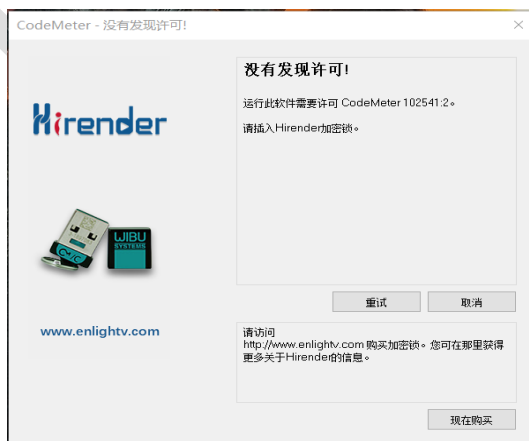 CodeMeter - 没有发现许可!
没有发现许可!
运行此软件需要许可 CodeMeter 102541:2。
请插入Hirender加密锁。
Hirender
WIBU
SYSTEMS
重试
取消
www.enlightv.com
请访问
http://www.enlightv.com 购买加密锁。您可在那里获得
更多关于Hirender的信息。
现在购买